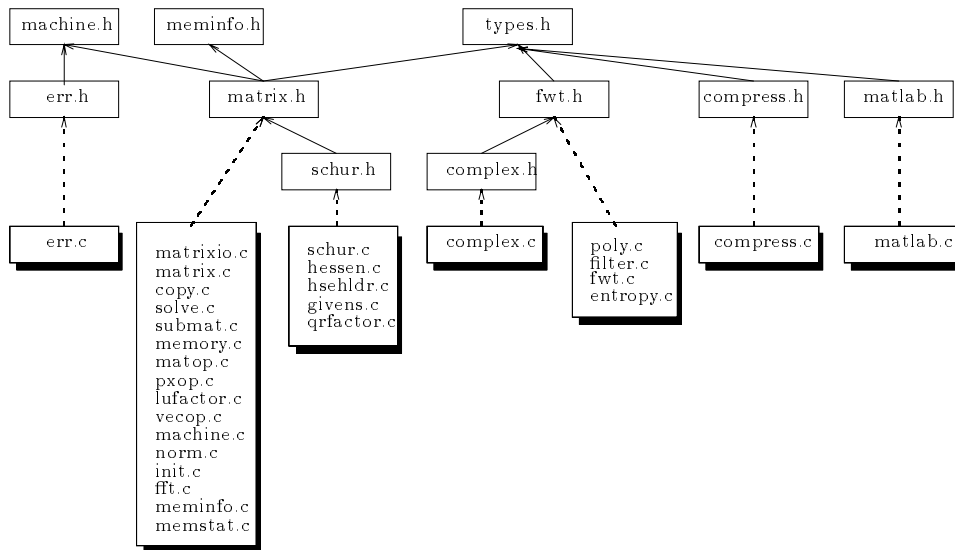 machine.h
meminfo.h
types.h
err.h
matrix.h
fwt.h
compress.h
matlab.h
schur.h
complex.h
err.c
matrixio.c
matrix.c
copy.c
solve.c
submat.c
memory.c
matop.c
pxop.c
lufactor.c
vecop.c
machine.c
norm.c
init.c
fft.c
meminfo.c
memstat.c
schur.c
hessen.c
hsehldr.c
givens.c
qrfactor.c
complex.c
poly.c
filter.c
fwt.c
entropy.c
compress.c
matlab.c